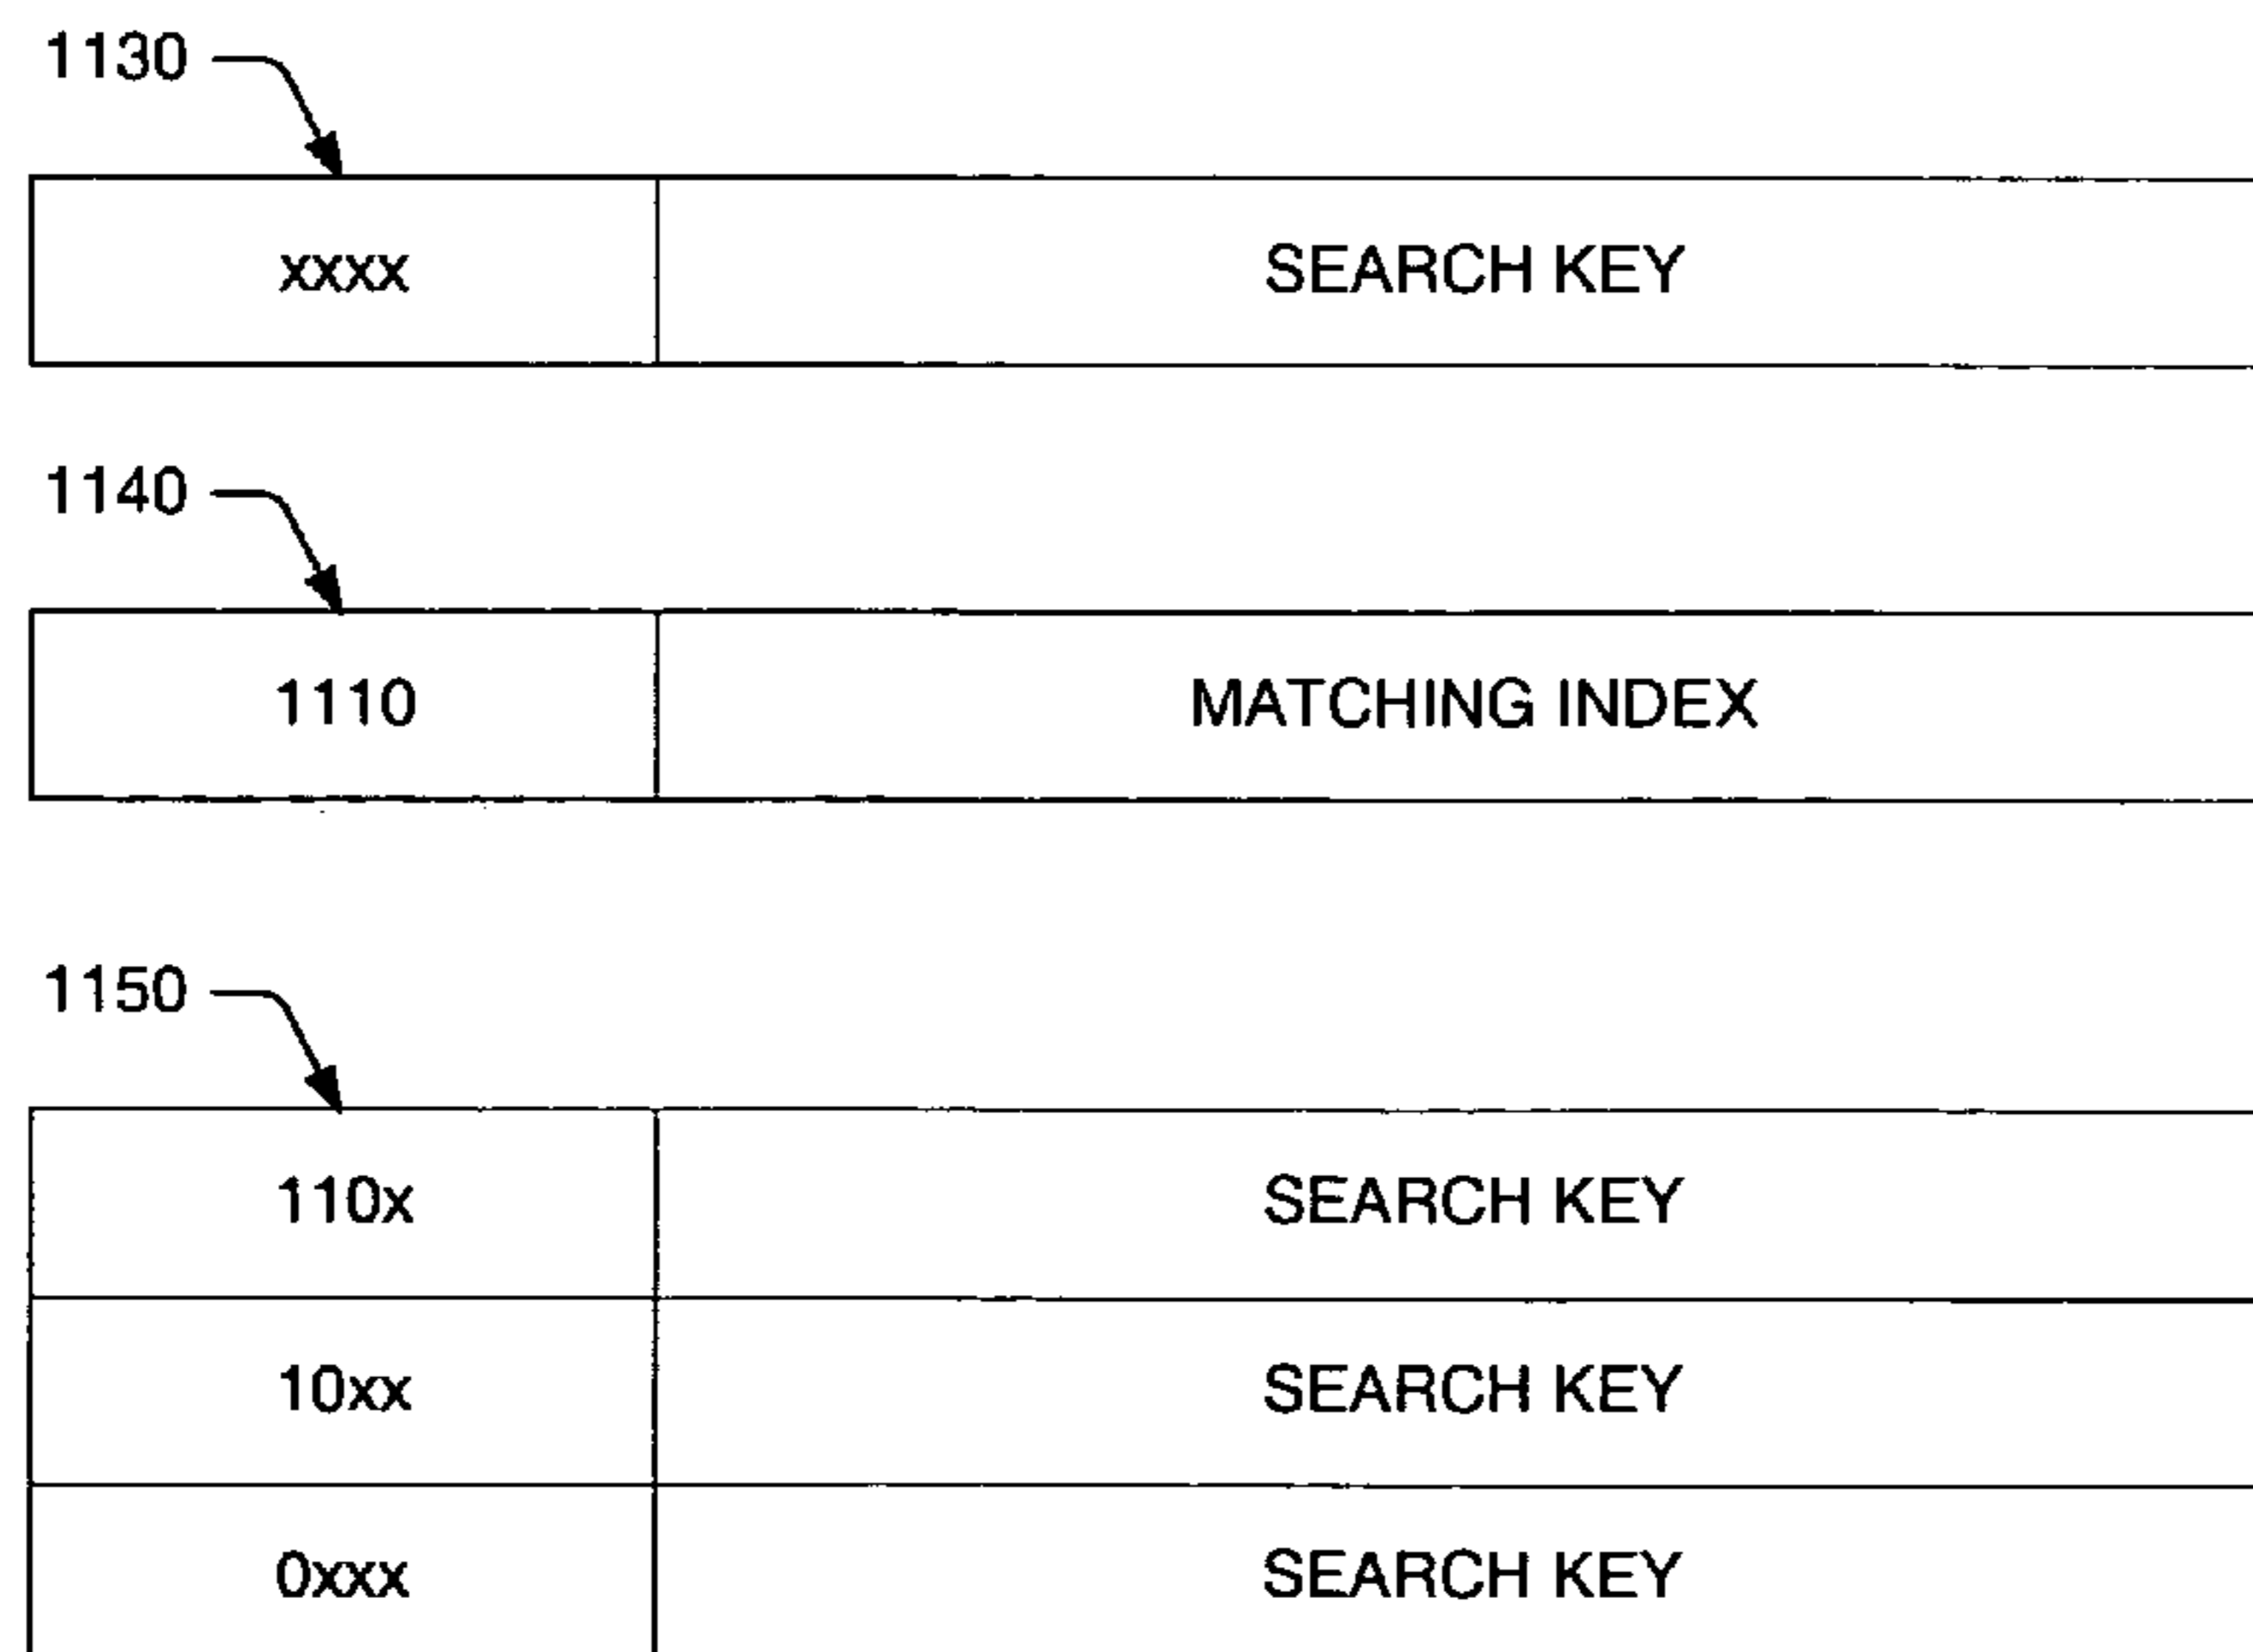 1130
xxxx SEARCH KEY
1140
1110 MATCHING INDEX
1150
110x SEARCH KEY
10xx SEARCH KEY
0xxx SEARCH KEY